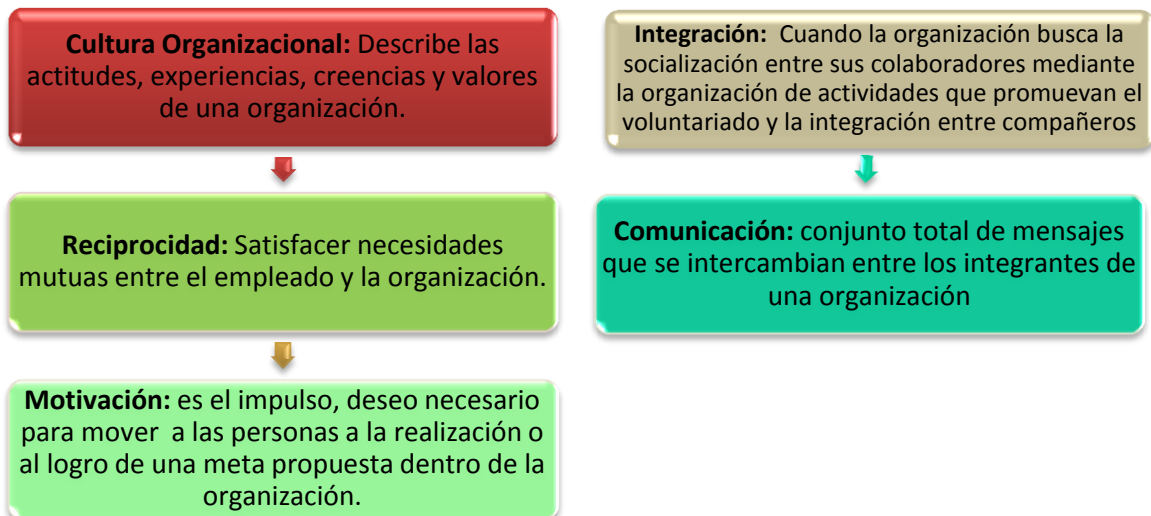 Cultura Organizacional: Describe las
actitudes, experiencias, creencias y valores
de una organización.
Reciprocidad: Satisfacer necesidades
mutuas entre el empleado y la organización.
Motivación: es el impulso, deseo necesario
para mover a las personas a la realización o
al logro de una meta propuesta dentro de la
organización.
Integración: Cuando la organización busca la
socialización entre sus colaboradores mediante
la organización de actividades que promuevan el
voluntariado y la integración entre compañeros
Comunicación: conjunto total de mensajes
que se intercambian entre los integrantes de
una organización